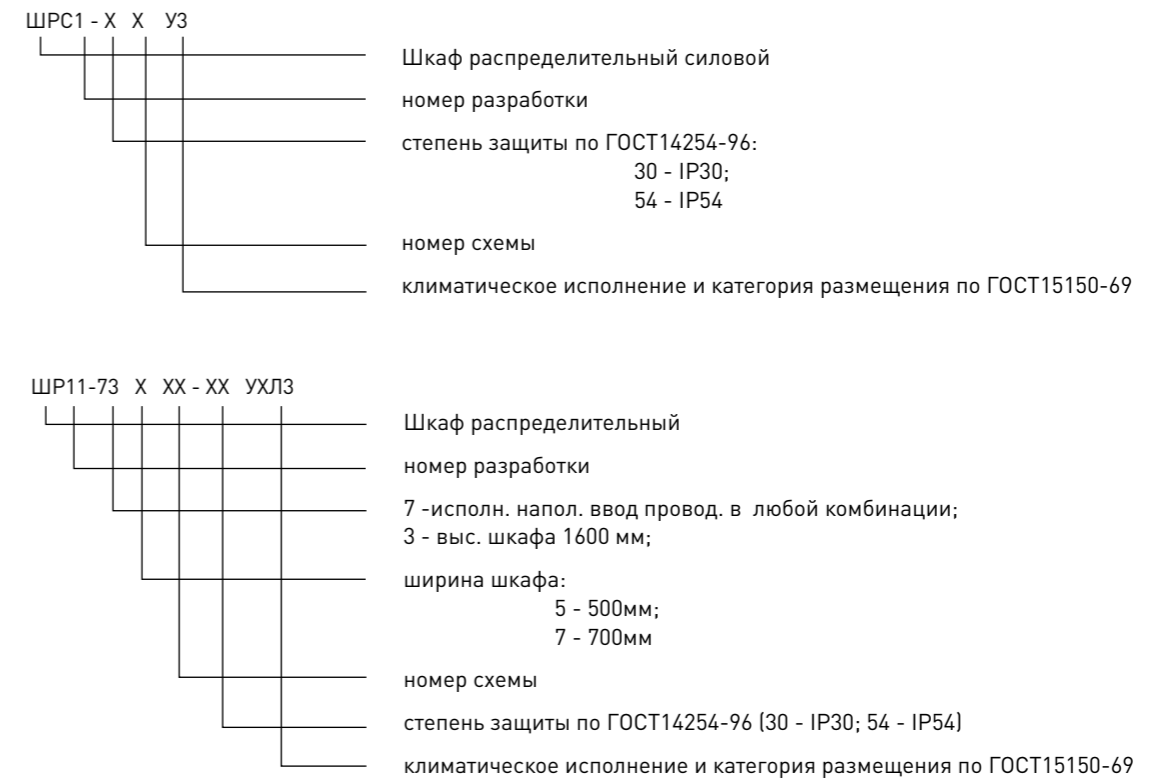 ШРС1 - Х Х У3
Шкаф распределительный силовой
номер разработки
степень защиты по ГОСТ14254-96:
30 - IP30;
54 - IP54
номер схемы
климатическое исполнение и категория размещения по ГОСТ15150-69
ШР11-73 Х ХХ - ХХ УХЛ3
Шкаф распределительный
номер разработки
7 -исполн. напол. ввод провод. в любой комбинации;
3 - выс. шкафа 1600 мм;
ширина шкафа:
5 - 500мм;
7 - 700мм
номер схемы
степень защиты по ГОСТ14254-96 (30 - IP30; 54 - IP54)
климатическое исполнение и категория размещения по ГОСТ15150-69